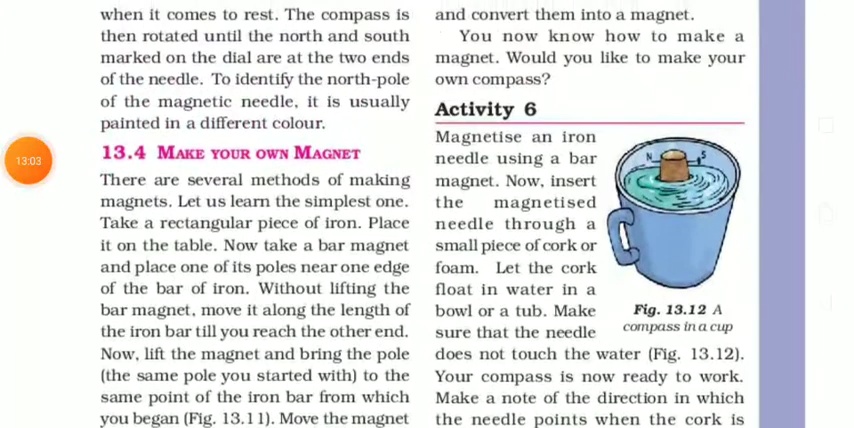 when it comes to rest. The compass is
then rotated until the north and south
marked on the dial are at the two ends
of the needle. To identify the north-pole
of the magnetic needle, it is usually
painted in a different colour.
13.4 MAKE YOUR OWN MAGNET
There are several methods of making
magnets. Let us learn the simplest one.
Take a rectangular piece of iron. Place
it on the table. Now take a bar magnet
and place one of its poles near one edge
of the bar of iron. Without lifting the
bar magnet, move it along the length of
the iron bar till you reach the other end.
Now, lift the magnet and bring the pole
(the same pole you started with) to the
same point of the iron bar from which
you began (Fig. 13.11). Move the magnet
and convert them into a magnet.
You now know how to make a
magnet. Would you like to make your
own compass?
Activity 6
Magnetise an iron
needle using a bar
magnet. Now, insert
the magnetised
needle through a
small piece of cork or
foam. Let the cork
float in water in a
bowl or a tub. Make
sure that the needle
does not touch the water (Fig. 13.12).
Your compass is now ready to work.
Make a note of the direction in which
the needle points when the cork is
N S
Fig. 13.12 A
compass in a cup
13:03